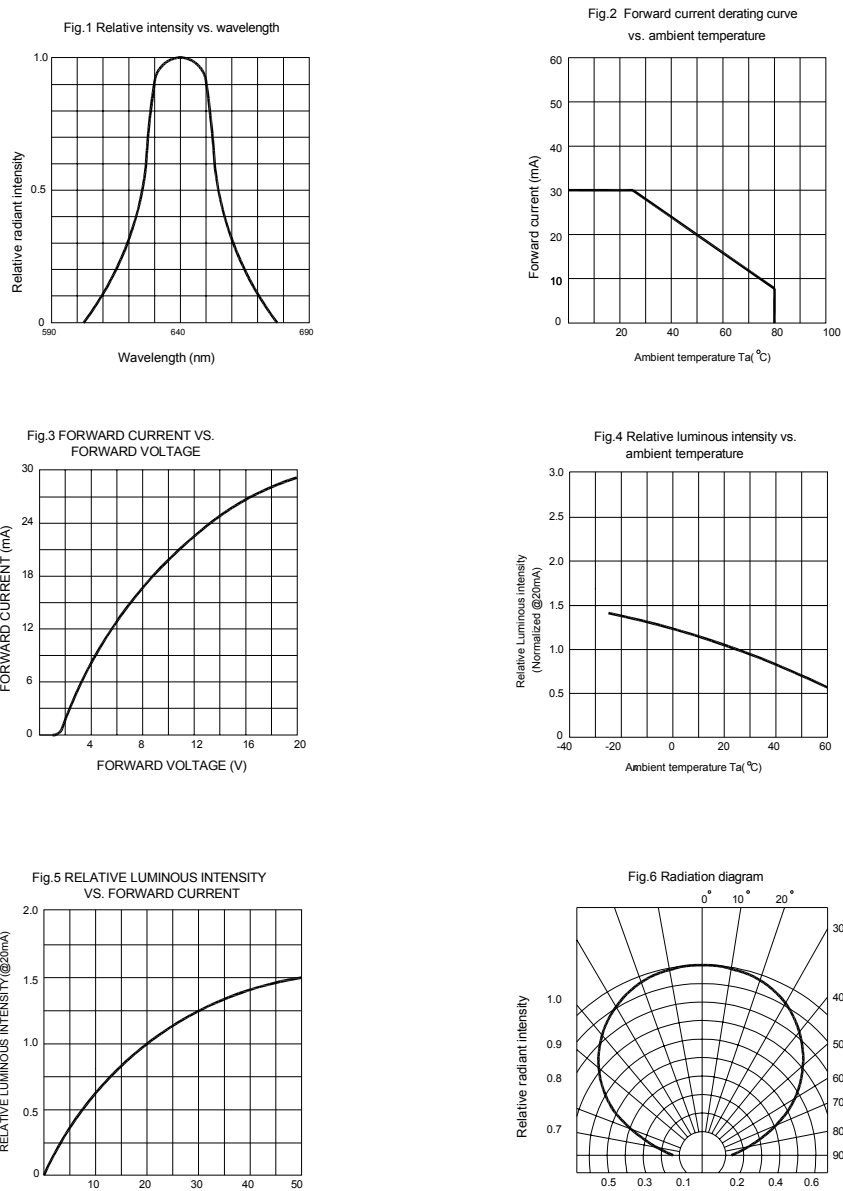 Fig.1 Relative intensity vs. wavelength
1.0
0.5
0
590 640 690
Relative radiant intensity
Wavelength (nm)
Fig.2 Forward current derating curve
vs. ambient temperature
60
50
40
30
20
10
0
20 40 60 80 100
Forward current (mA)
Ambient temperature Ta( °C)
Fig.3 FORWARD CURRENT VS.
FORWARD VOLTAGE
30
24
18
12
6
0
4 8 12 16 20
FORWARD CURRENT (mA)
FORWARD VOLTAGE (V)
Fig.4 Relative luminous intensity vs.
ambient temperature
3.0
2.5
2.0
1.5
1.0
0.5
0
-40 -20 0 20 40 60
Relative Luminous intensity
(Normalized @20mA)
Ambient temperature Ta( °C)
Fig.5 RELATIVE LUMINOUS INTENSITY
VS. FORWARD CURRENT
2.0
1.5
1.0
0.5
0
10 20 30 40 50
RELATIVE LUMINOUS INTENSITY(@20mA)
Fig.6 Radiation diagram
0° 10° 20°
30
40
50
60
70
80
90
1.0
0.9
0.8
0.7
Relative radiant intensity
0.5 0.3 0.1 0.2 0.4 0.6